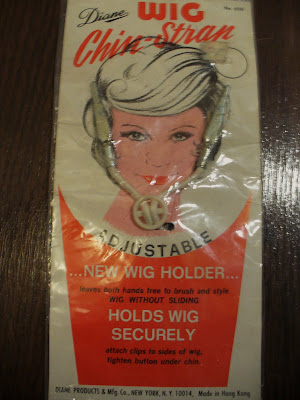 Diane WIG
Chin-Strap
ADJUSTABLE
...NEW WIG HOLDER...
leaves both hands free to brush and style
WIG WITHOUT SLIDING
HOLDS WIG
SECURELY
attach clips to sides of wig,
tighten button under chin.
DIANE PRODUCTS & Mfg. Co., NEW YORK, N.Y. 10014, Made in Hong Kong